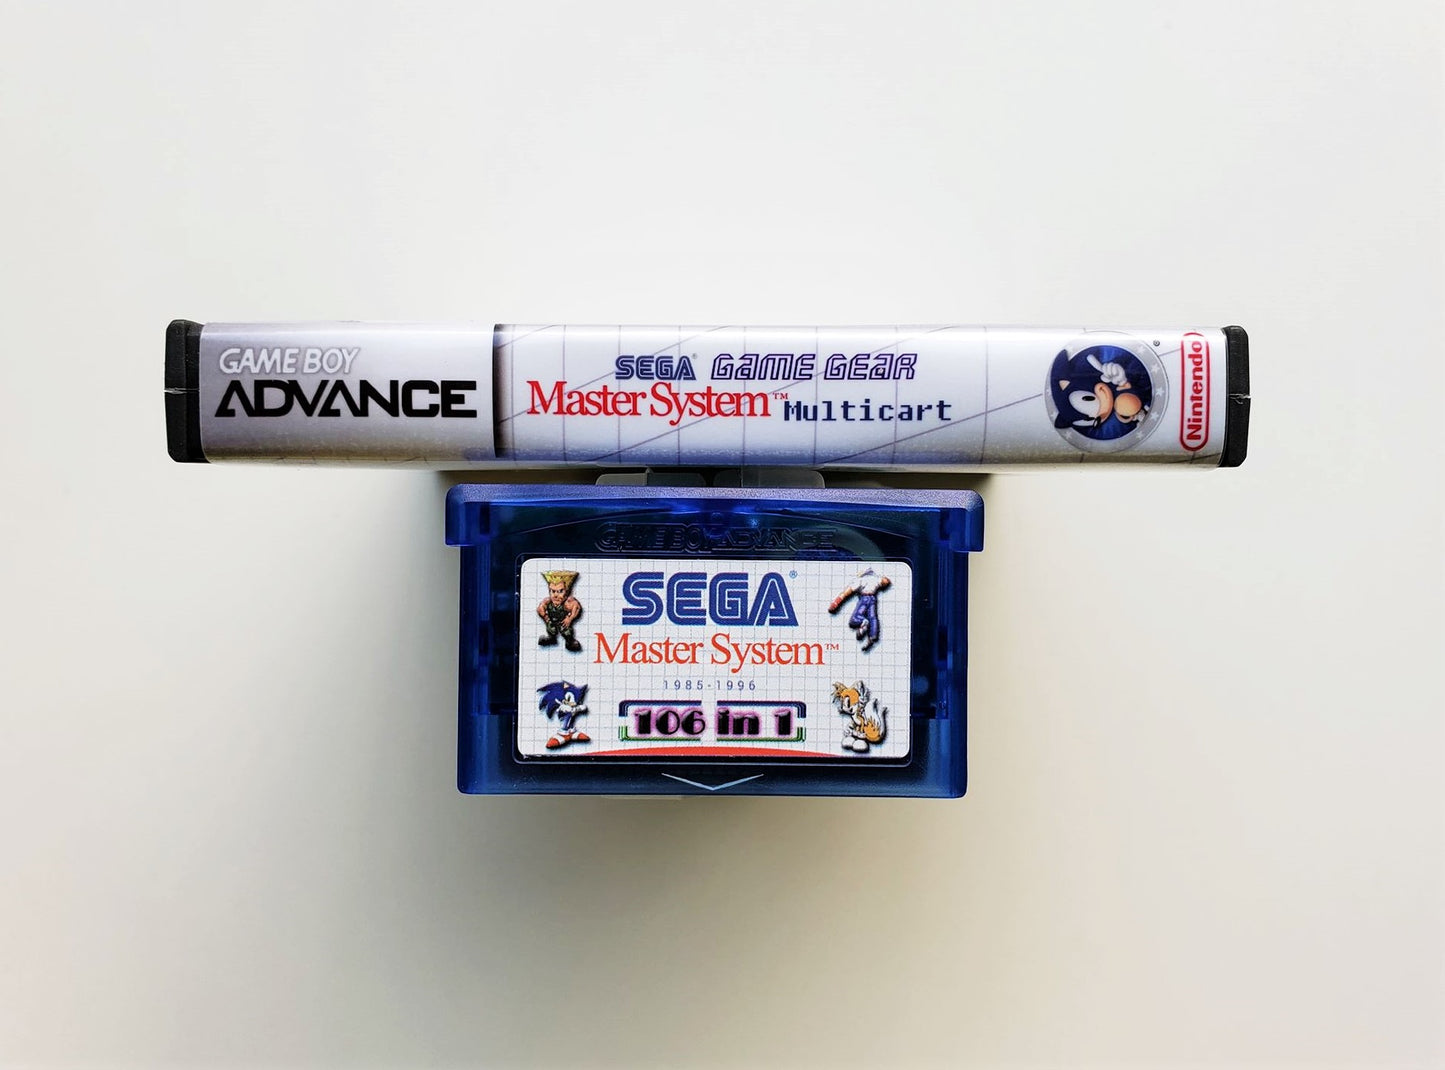 GAME BOY
ADVANCE
SEGA® GAME GEAR
Master System™ Multicart
®
Nintendo®
GAME BOY ADVANCE
SEGA®
Master System™
1985-1996
106 in 1